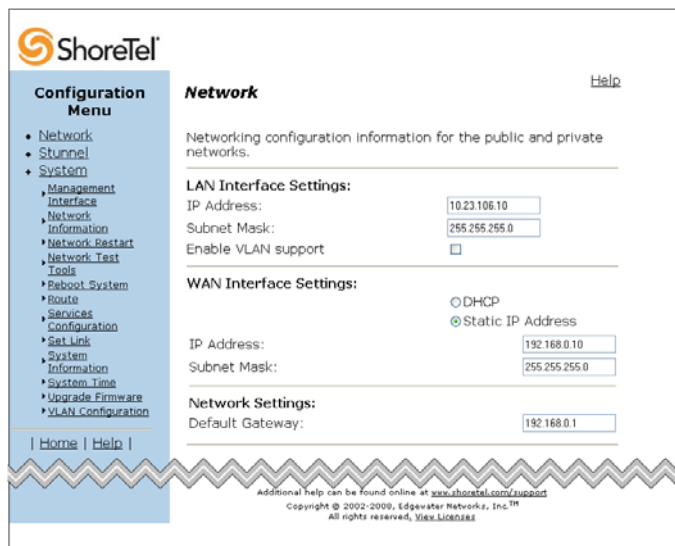 ShoreTel
Configuration
Menu
Network
Stunnel
System
Management
Interface
Network
Information
Network Restart
Network Test
Tools
Reboot System
Route
Services
Configuration
Set Link
System
Information
System Time
Upgrade Firmware
VLAN Configuration
| Home | Help |
Help
Network
Networking configuration information for the public and private
networks.
LAN Interface Settings:
IP Address: 10.23.106.10
Subnet Mask: 255.255.255.0
Enable VLAN support
WAN Interface Settings:
DHCP
Static IP Address
IP Address: 192.168.0.10
Subnet Mask: 255.255.255.0
Network Settings:
Default Gateway: 192.168.0.1
Additional help can be found online at www.shoretel.com/support
Copyright © 2002-2008, Edgewater Networks, Inc.™
All rights reserved, View Licenses